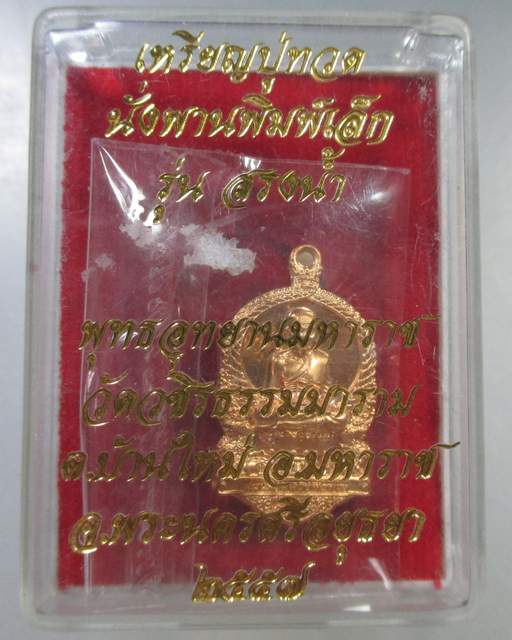 เหรียญปู่ทวด
นั่งพานพิมพ์เล็ก
รุ่น สรงน้ำ
พุทธอุทยานมหาราช
วัดวชิรธรรมมาราม
ต.บ้านใหม่ อ.มหาราช
จ.พระนครศรีอยุธยา
๒๕๕๗